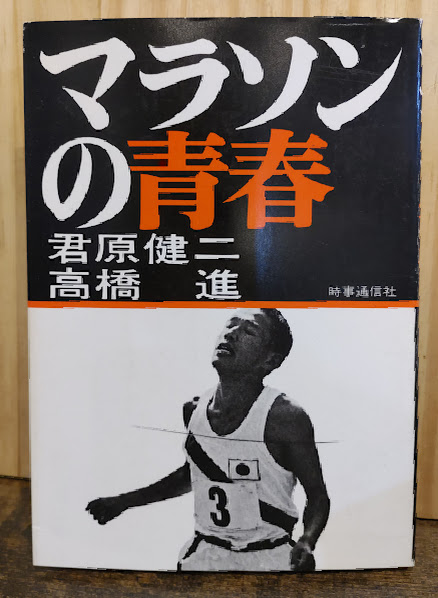 マラソン
の青春
君原健二
高橋 進
時事通信社
3